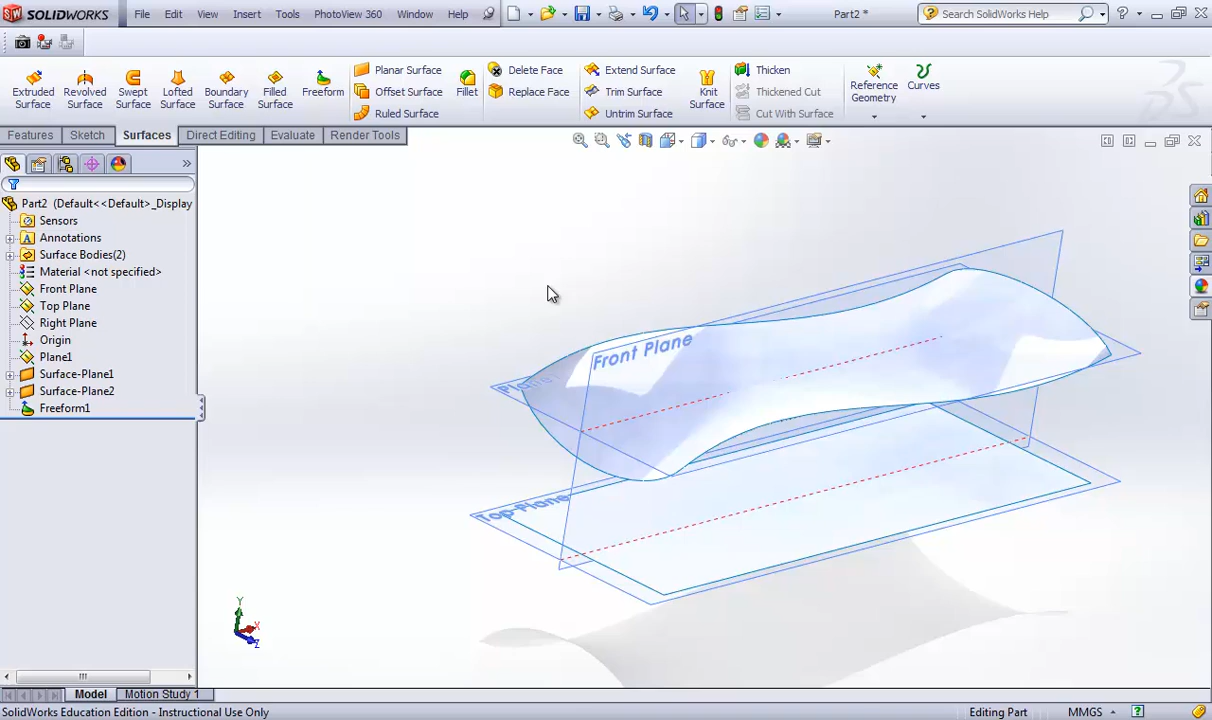 SOLIDWORKS File Edit View Insert Tools PhotoView 360 Window Help Part2 * Search SolidWorks Help
Extruded Surface
Revolved Surface
Swept Surface
Lofted Surface
Boundary Surface
Filled Surface
Freeform
Planar Surface
Offset Surface
Ruled Surface
Fillet
Delete Face
Replace Face
Extend Surface
Trim Surface
Untrim Surface
Knit Surface
Thicken
Thickened Cut
Cut With Surface
Reference Geometry
Curves
Features Sketch Surfaces Direct Editing Evaluate Render Tools
Part2 (Default<<Default>_Display
Sensors
Annotations
Surface Bodies(2)
Material <not specified>
Front Plane
Top Plane
Right Plane
Origin
Plane1
Surface-Plane1
Surface-Plane2
Freeform1
Front Plane
Top Plane
Y
X
Z
Model Motion Study 1
SolidWorks Education Edition - Instructional Use Only Editing Part MMGS